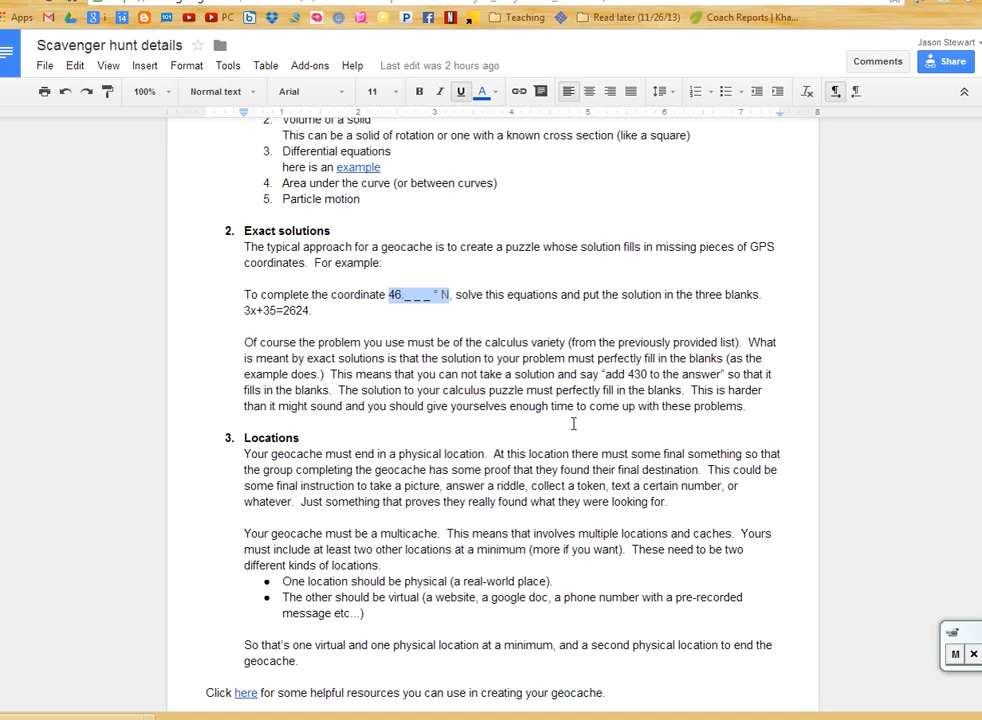 Apps
PC
Teaching
Read later (11/26/13)
Coach Reports | Kha...
Scavenger hunt details
Jason Stewart
File Edit View Insert Format Tools Table Add-ons Help Last edit was 2 hours ago
Comments
Share
100% Normal text Arial 11 B I U A
1 2 3 4 5 6 7 8
2. Volume of a solid
This can be a solid of rotation or one with a known cross section (like a square)
3. Differential equations
here is an example
4. Area under the curve (or between curves)
5. Particle motion
2. Exact solutions
The typical approach for a geocache is to create a puzzle whose solution fills in missing pieces of GPS
coordinates. For example:
To complete the coordinate 46._ _ _ ° N, solve this equations and put the solution in the three blanks.
3x+35=2624.
Of course the problem you use must be of the calculus variety (from the previously provided list). What
is meant by exact solutions is that the solution to your problem must perfectly fill in the blanks (as the
example does.) This means that you can not take a solution and say “add 430 to the answer” so that it
fills in the blanks. The solution to your calculus puzzle must perfectly fill in the blanks. This is harder
than it might sound and you should give yourselves enough time to come up with these problems.
3. Locations
Your geocache must end in a physical location. At this location there must some final something so that
the group completing the geocache has some proof that they found their final destination. This could be
some final instruction to take a picture, answer a riddle, collect a token, text a certain number, or
whatever. Just something that proves they really found what they were looking for.
Your geocache must be a multicache. This means that involves multiple locations and caches. Yours
must include at least two other locations at a minimum (more if you want). These need to be two
different kinds of locations.
● One location should be physical (a real-world place).
● The other should be virtual (a website, a google doc, a phone number with a pre-recorded
message etc...)
So that's one virtual and one physical location at a minimum, and a second physical location to end the
geocache.
Click here for some helpful resources you can use in creating your geocache.
M